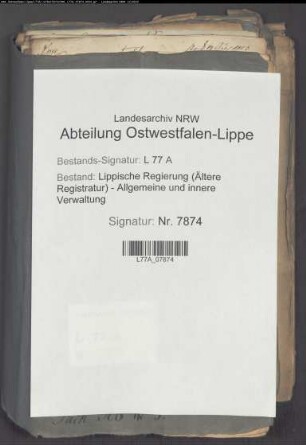 Landesarchiv NRW
Abteilung Ostwestfalen-Lippe
Bestands-Signatur: L 77 A
Bestand: Lippische Regierung (Ältere
Registratur) - Allgemeine und innere
Verwaltung
Signatur: Nr. 7874
L77A_07874